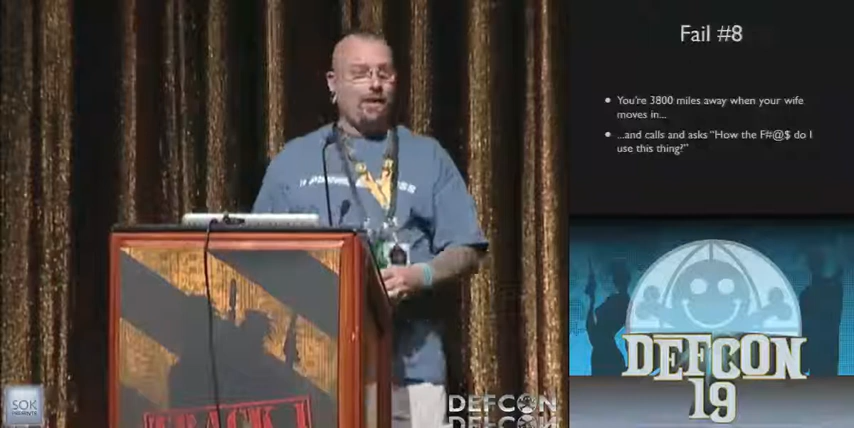 Fail #8
You're 3800 miles away when your wife
moves in...
...and calls and asks "How the F#@$ do I
use this thing?"
DEFCON
19
DEFCON
DEFCON
TRACK 1
SOK